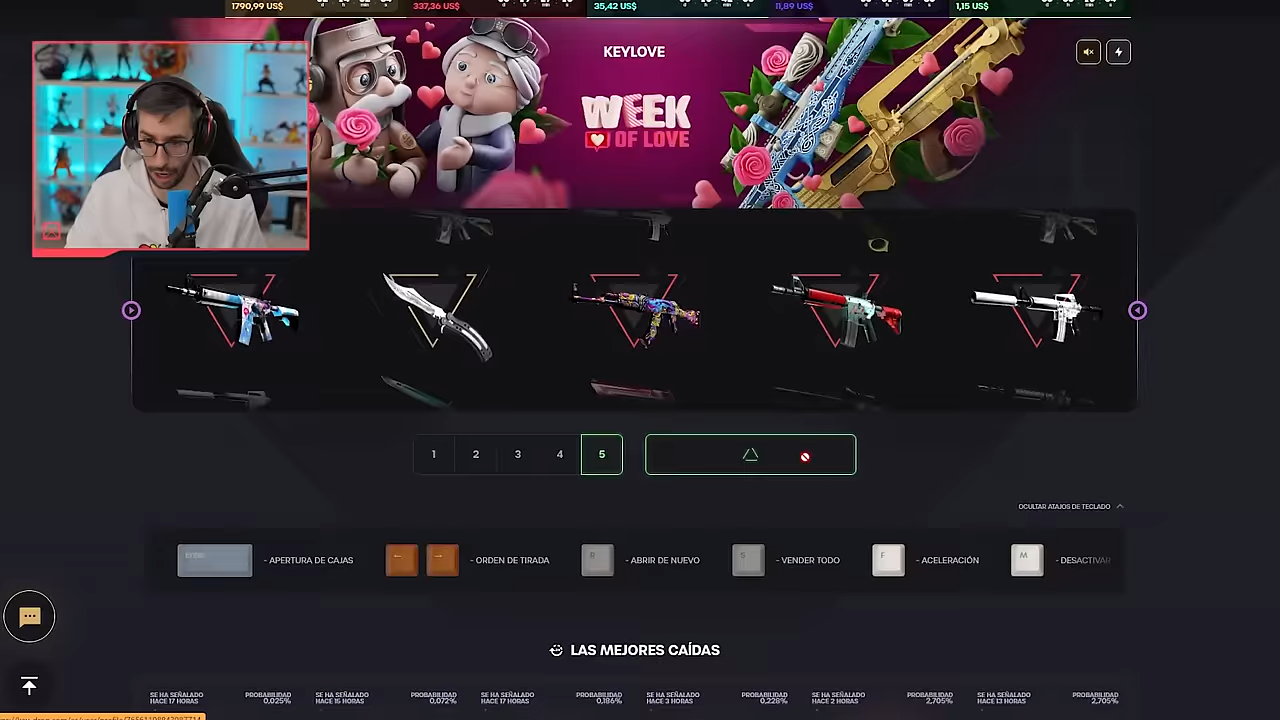 1790,99 US$
337,36 US$
35,42 US$
11,89 US$
1,15 US$
KEYLOVE
WEEK
OF LOVE
1 2 3 4 5
OCULTAR ATAJOS DE TECLADO
- APERTURA DE CAJAS
← → - ORDEN DE TIRADA
R - ABRIR DE NUEVO
S - VENDER TODO
F - ACELERACIÓN
M - DESACTIVAR
LAS MEJORES CAÍDAS
SE HA SEÑALADO HACE 17 HORAS
PROBABILIDAD 0,025%
SE HA SEÑALADO HACE 15 HORAS
PROBABILIDAD 0,072%
SE HA SEÑALADO HACE 17 HORAS
PROBABILIDAD 0,186%
SE HA SEÑALADO HACE 3 HORAS
PROBABILIDAD 0,228%
SE HA SEÑALADO HACE 2 HORAS
PROBABILIDAD 2,705%
SE HA SEÑALADO HACE 13 HORAS
PROBABILIDAD 2,705%